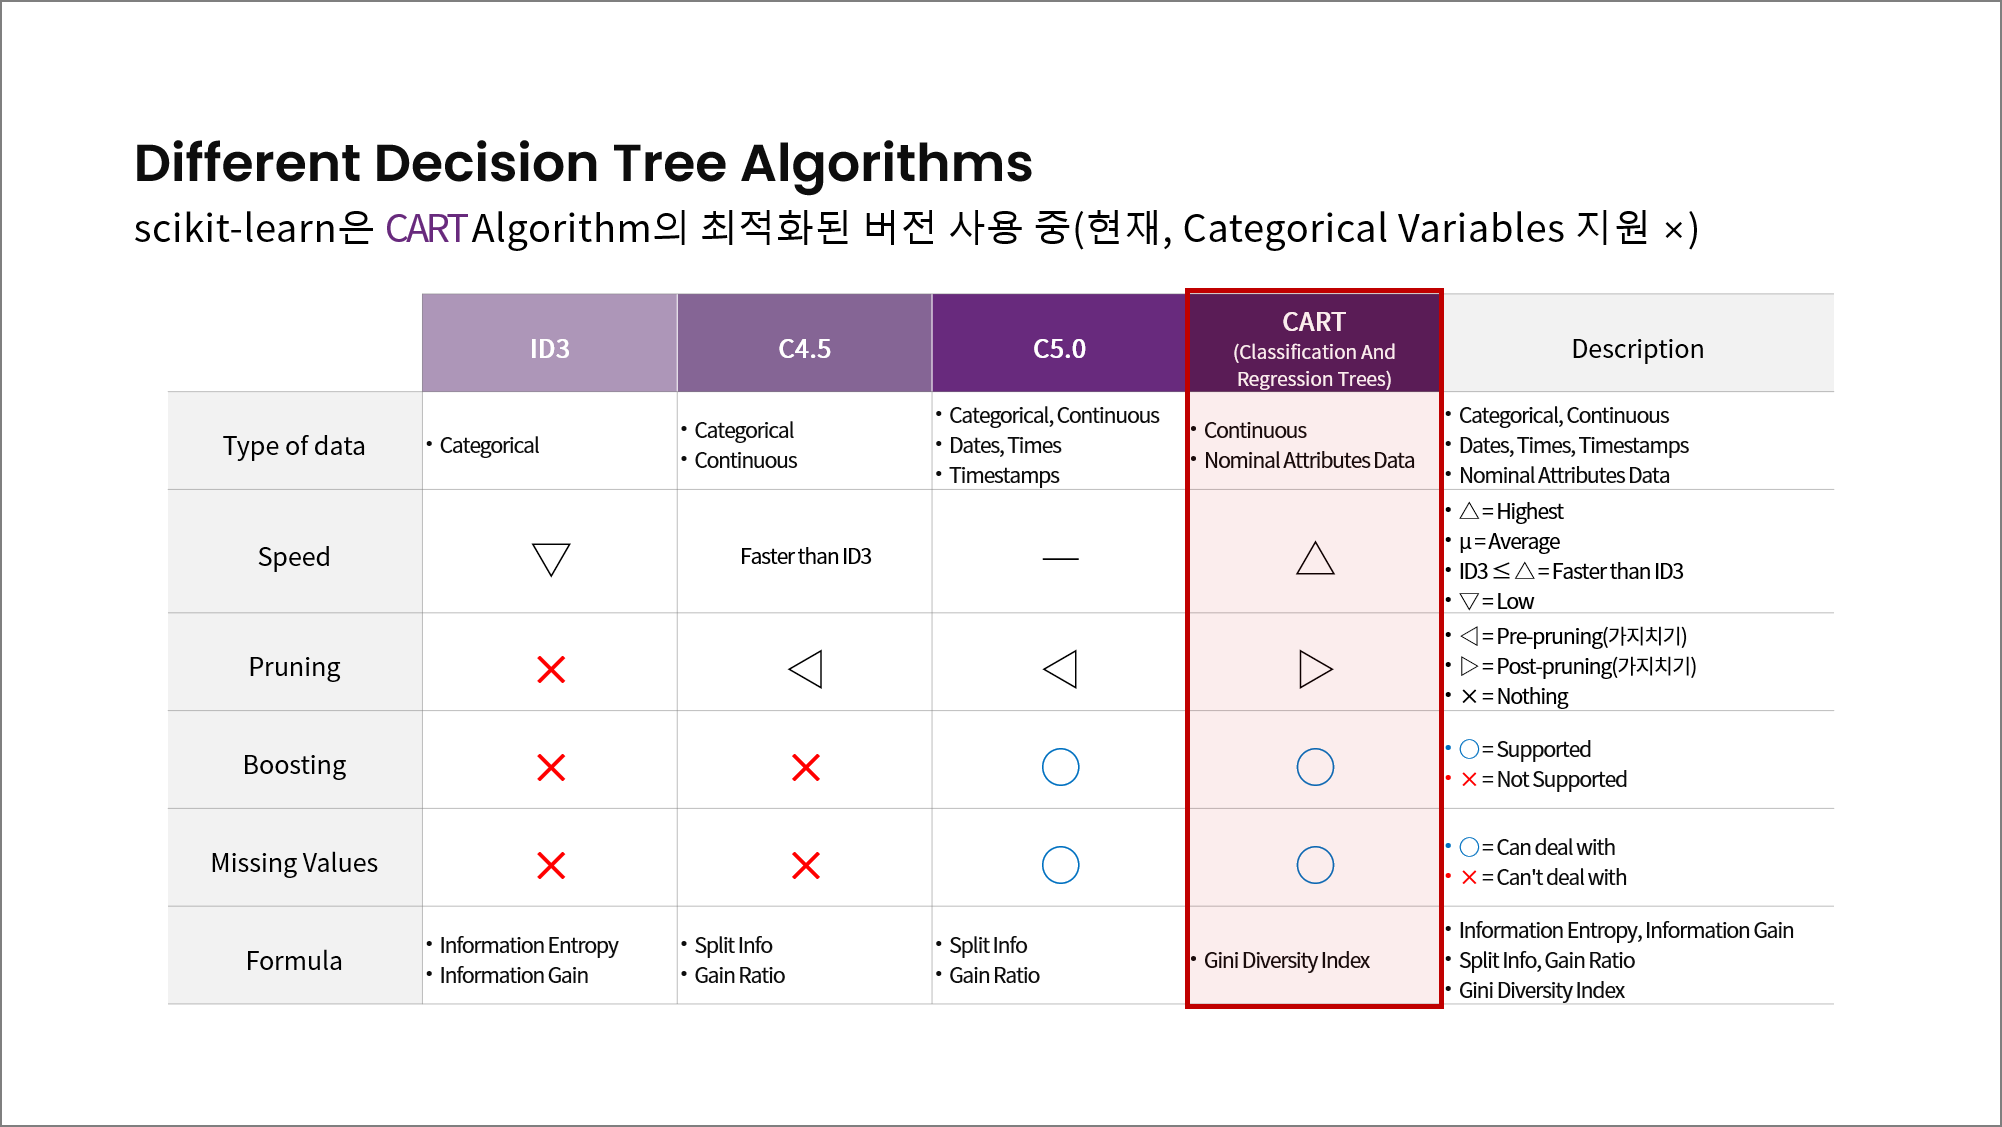 Different Decision Tree Algorithms
scikit-learn은 CART Algorithm의 최적화된 버전 사용 중(현재, Categorical Variables 지원 ×)
ID3
C4.5
C5.0
CART
(Classification And
Regression Trees)
Description
Type of data
• Categorical
• Categorical
• Continuous
• Categorical, Continuous
• Dates, Times
• Timestamps
• Continuous
• Nominal Attributes Data
• Categorical, Continuous
• Dates, Times, Timestamps
• Nominal Attributes Data
Speed
▽
Faster than ID3
—
△
• △ = Highest
• μ = Average
• ID3 ≤ △ = Faster than ID3
• ▽ = Low
Pruning
×
◁
◁
▷
• ◁ = Pre-pruning(가지치기)
• ▷ = Post-pruning(가지치기)
• × = Nothing
Boosting
×
×
○
○
• ○ = Supported
• × = Not Supported
Missing Values
×
×
○
○
• ○ = Can deal with
• × = Can't deal with
Formula
• Information Entropy
• Information Gain
• Split Info
• Gain Ratio
• Split Info
• Gain Ratio
• Gini Diversity Index
• Information Entropy, Information Gain
• Split Info, Gain Ratio
• Gini Diversity Index